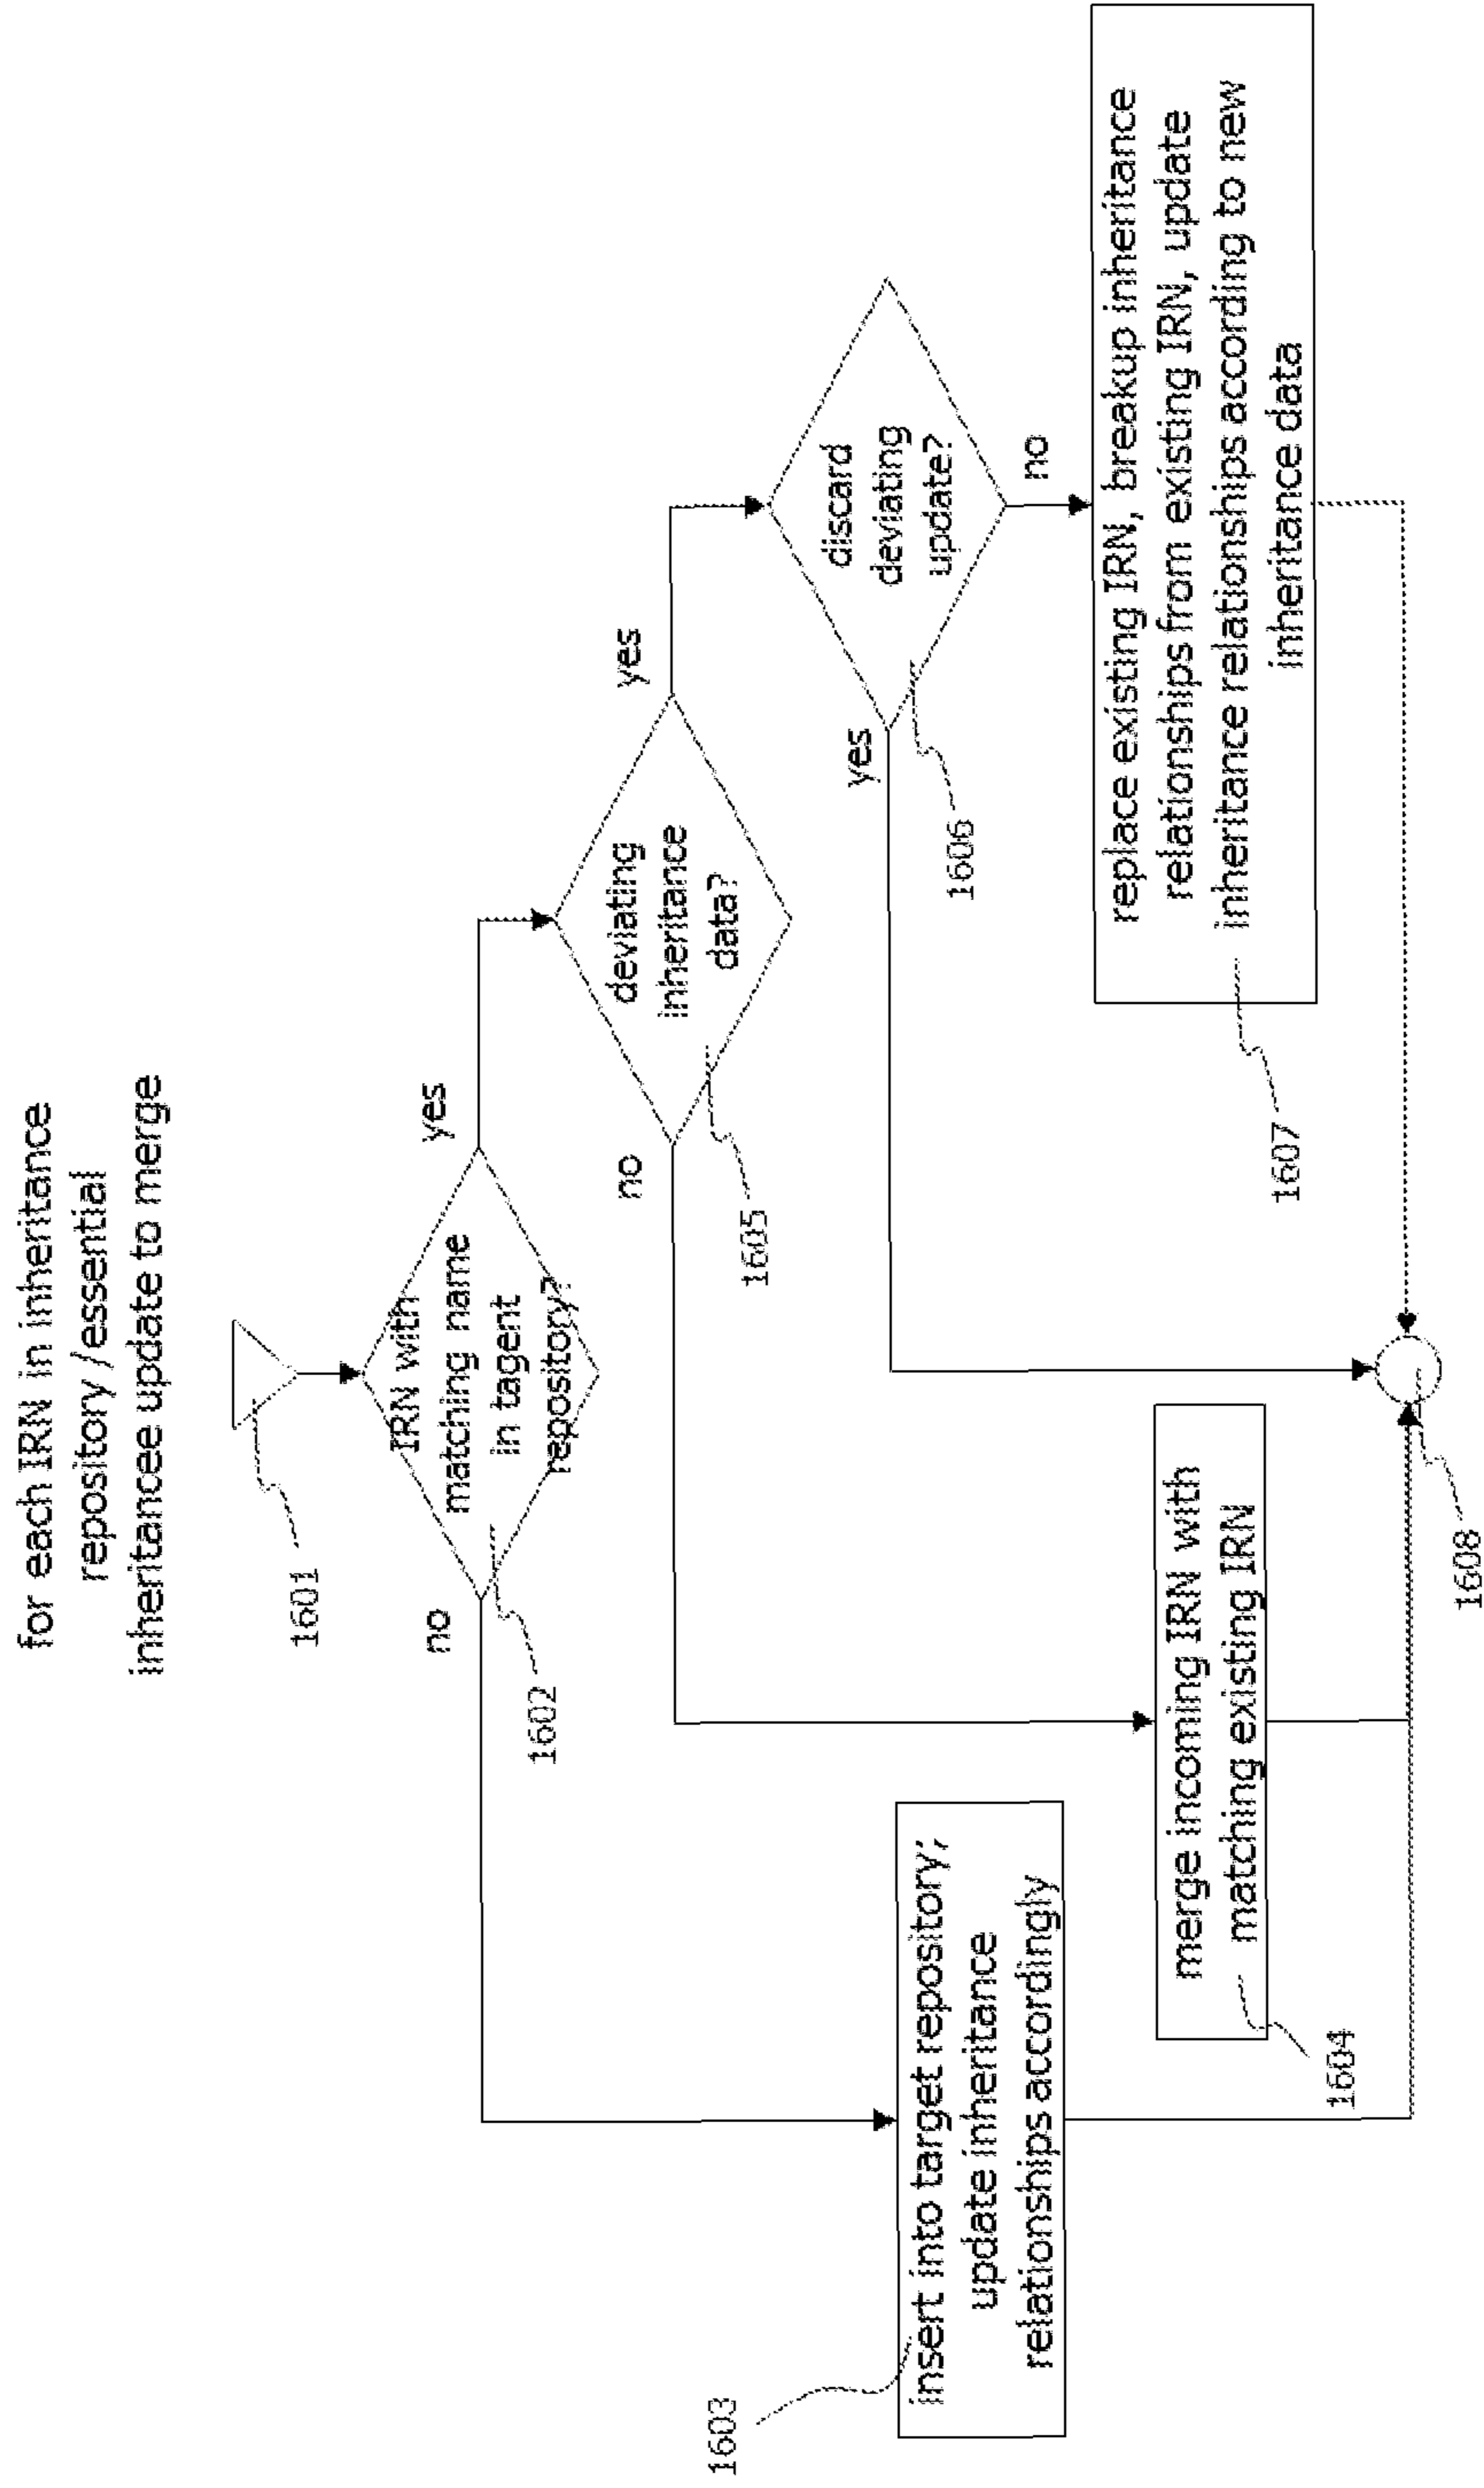 for each IRN in inheritance
repository /essential
inheritancee update to merge
1601
IRN with
matching name
in tagent
repository?
yes
no
1602
deviating
inheritance
data?
yes
no
1605
discard
deviating
update?
yes
no
1606
insert into target repository;
update inheritance
relationships accordingly
1603
merge incoming IRN with
matching existing IRN
1604
replace existing IRN, breakup inheritance
relationships from existing IRN, update
inheritance relationships according to new
inheritance data
1607
1608